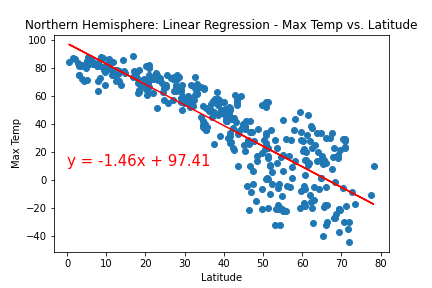 Northern Hemisphere: Linear Regression - Max Temp vs. Latitude
100
80
60
40
20
0
−20
−40
Max Temp
y = -1.46x + 97.41
0 10 20 30 40 50 60 70 80
Latitude